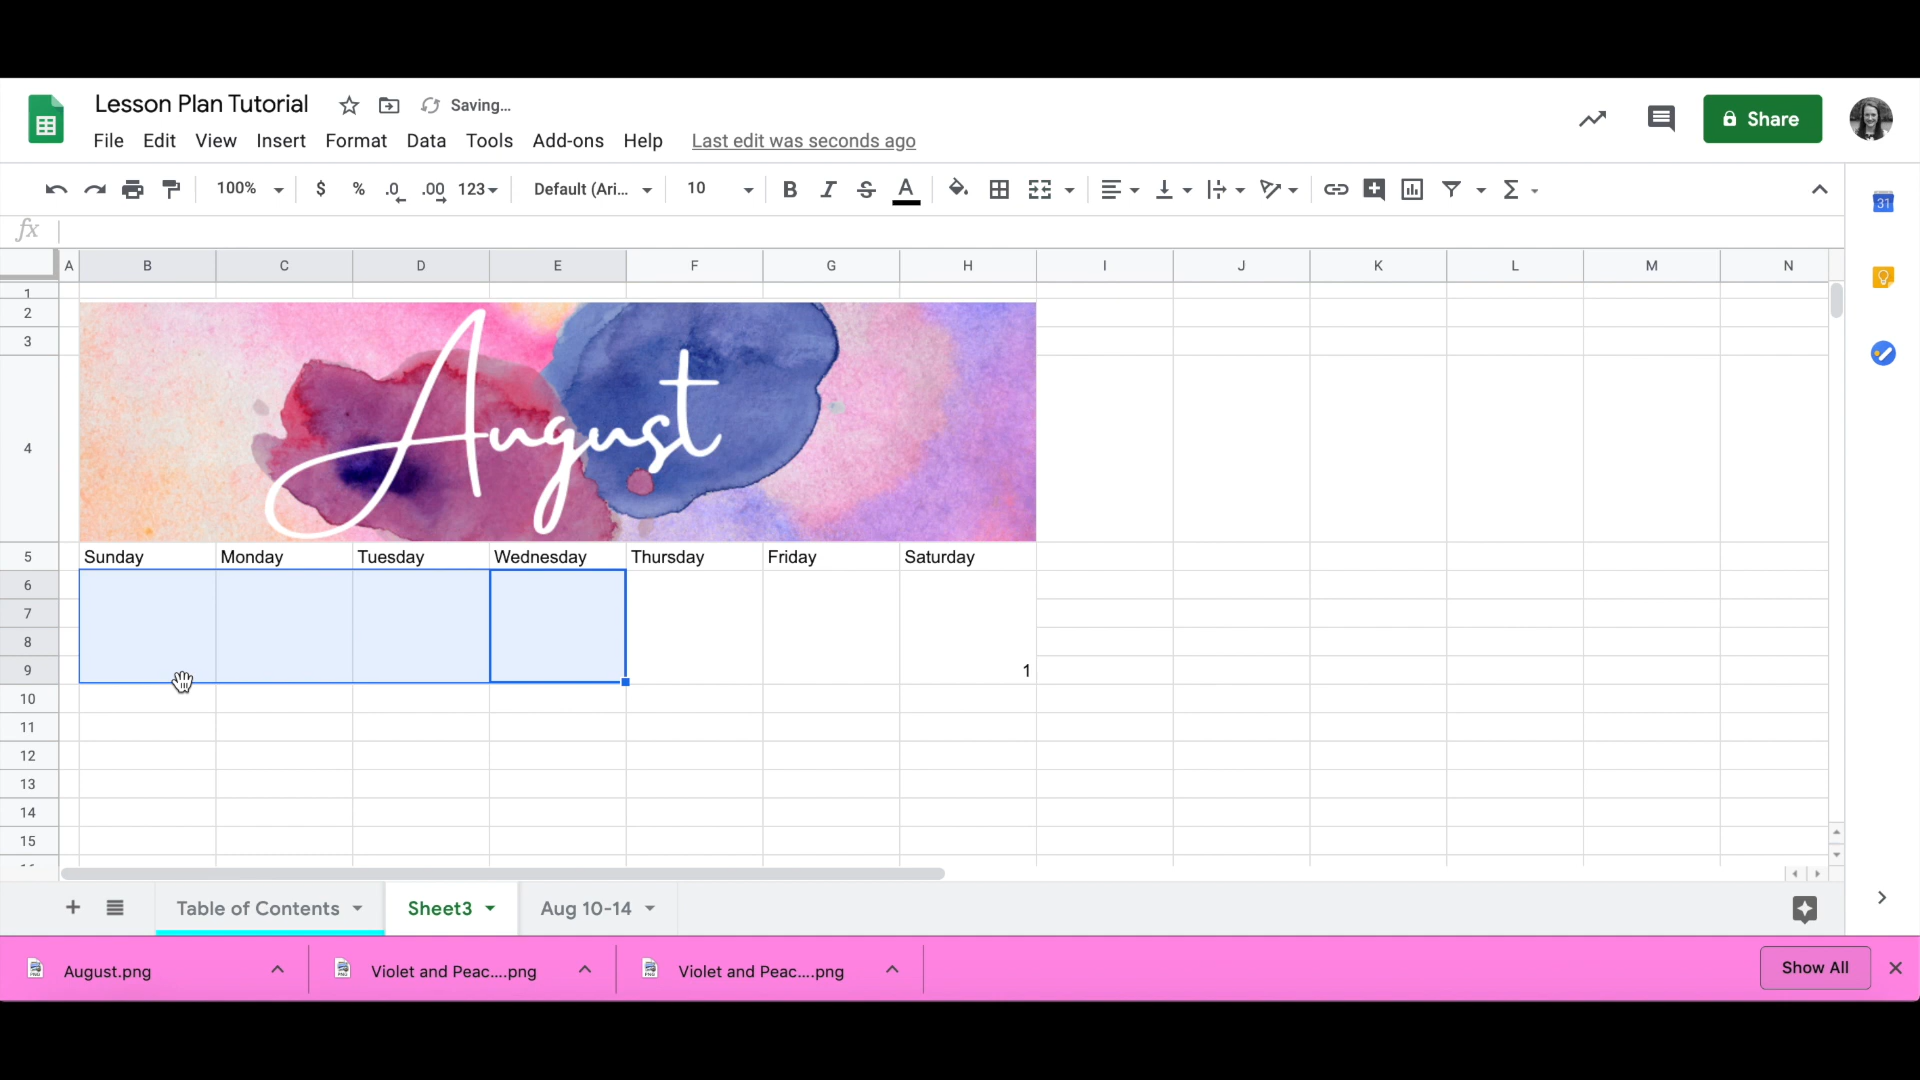 Lesson Plan Tutorial Saving...
File Edit View Insert Format Data Tools Add-ons Help Last edit was seconds ago
Share
100% $ % .0 .00 123 Default (Ari... 10 B I S A Σ
31
fx
A B C D E F G H I J K L M N
1
2
3
4
August
5 Sunday Monday Tuesday Wednesday Thursday Friday Saturday
6
7
8
9 1
10
11
12
13
14
15
Table of Contents Sheet3 Aug 10-14
August.png Violet and Peac....png Violet and Peac....png Show All